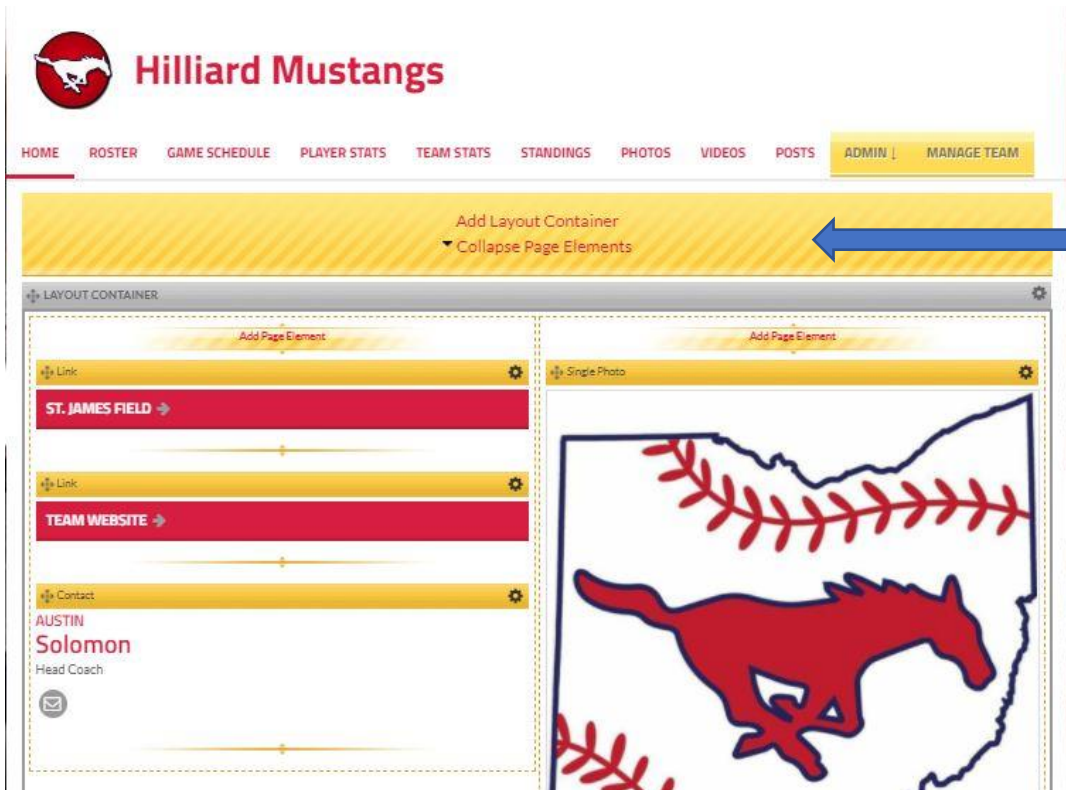 Hilliard Mustangs
HOME ROSTER GAME SCHEDULE PLAYER STATS TEAM STATS STANDINGS PHOTOS VIDEOS POSTS ADMIN ↓ MANAGE TEAM
Add Layout Container
Collapse Page Elements
LAYOUT CONTAINER
Add Page Element
Add Page Element
Link
Single Photo
ST. JAMES FIELD
Link
TEAM WEBSITE
Contact
AUSTIN
Solomon
Head Coach